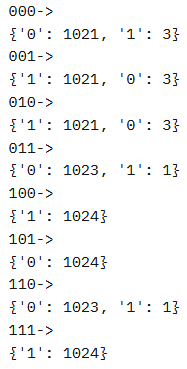 000->
{'0': 1021, '1': 3}
001->
{'1': 1021, '0': 3}
010->
{'1': 1021, '0': 3}
011->
{'0': 1023, '1': 1}
100->
{'1': 1024}
101->
{'0': 1024}
110->
{'0': 1023, '1': 1}
111->
{'1': 1024}